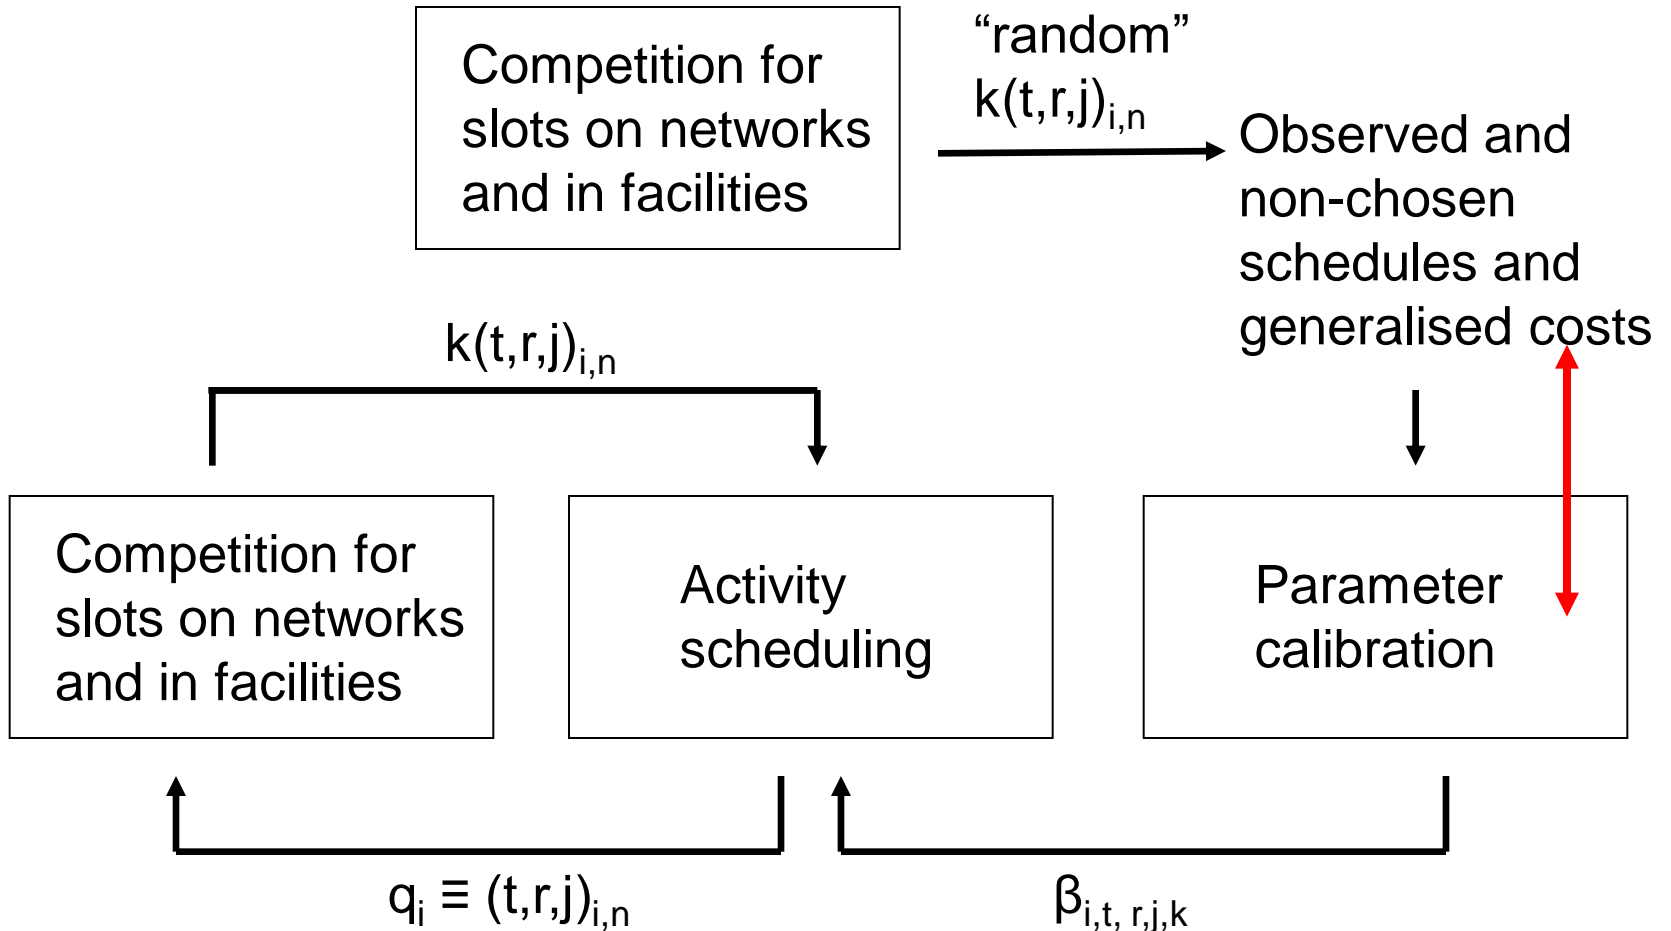 Competition for
slots on networks
and in facilities
“random”
k(t,r,j)i,n
Observed and
non-chosen
schedules and
generalised costs
k(t,r,j)i,n
Competition for
slots on networks
and in facilities
Activity
scheduling
Parameter
calibration
qi ≡ (t,r,j)i,n
βi,t, r,j,k